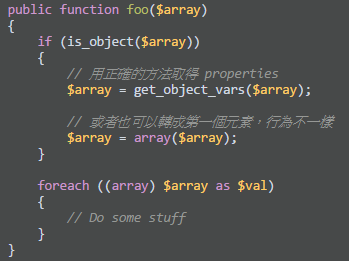 public function foo($array)
{
    if (is_object($array))
    {
        // 用正確的方法取得 properties
        $array = get_object_vars($array);

        // 或者也可以轉成第一個元素，行為不一樣
        $array = array($array);
    }

    foreach ((array) $array as $val)
    {
        // Do some stuff
    }
}